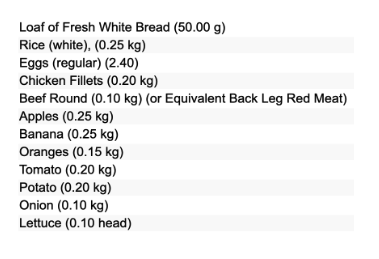 Loaf of Fresh White Bread (50.00 g)
Rice (white), (0.25 kg)
Eggs (regular) (2.40)
Chicken Fillets (0.20 kg)
Beef Round (0.10 kg) (or Equivalent Back Leg Red Meat)
Apples (0.25 kg)
Banana (0.25 kg)
Oranges (0.15 kg)
Tomato (0.20 kg)
Potato (0.20 kg)
Onion (0.10 kg)
Lettuce (0.10 head)